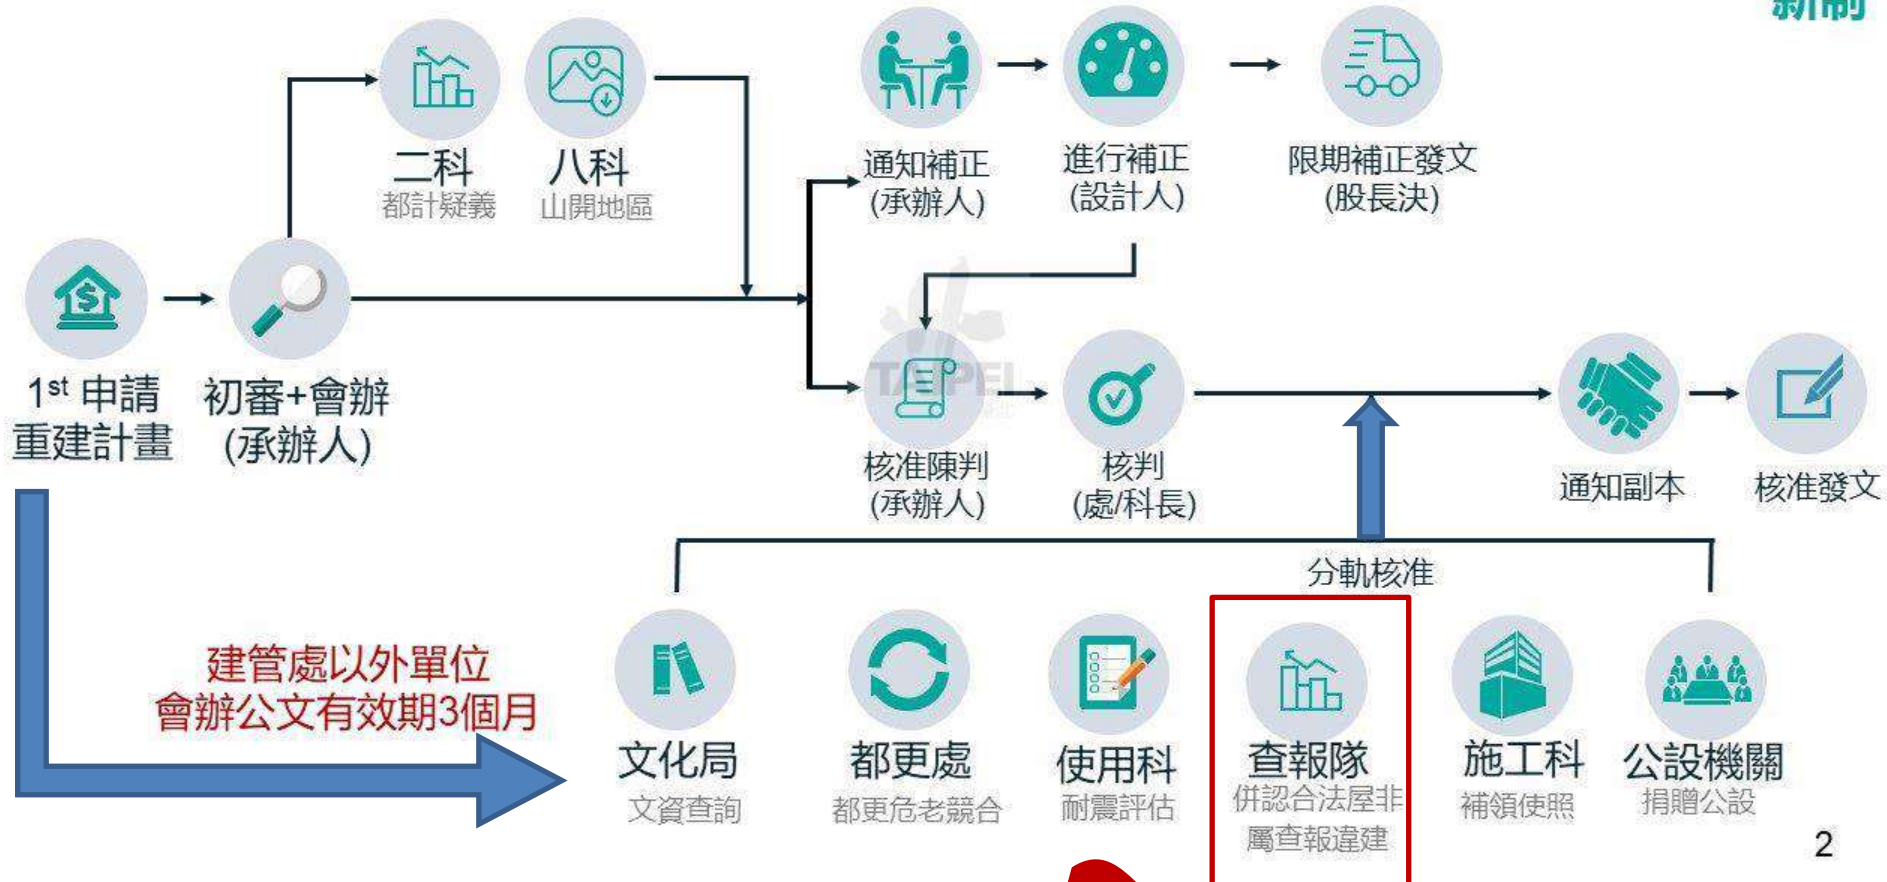 新制
二科
都計疑義
八科
山開地區
通知補正
(承辦人)
進行補正
(設計人)
限期補正發文
(股長決)
1st 申請
重建計畫
初審+會辦
(承辦人)
TAIPEI
核准陳判
(承辦人)
核判
(處/科長)
通知副本
核准發文
分軌核准
建管處以外單位
會辦公文有效期3個月
文化局
文資查詢
都更處
都更危老競合
使用科
耐震評估
查報隊
併認合法屋非
屬查報違建
施工科
補領使照
公設機關
捐贈公設
2